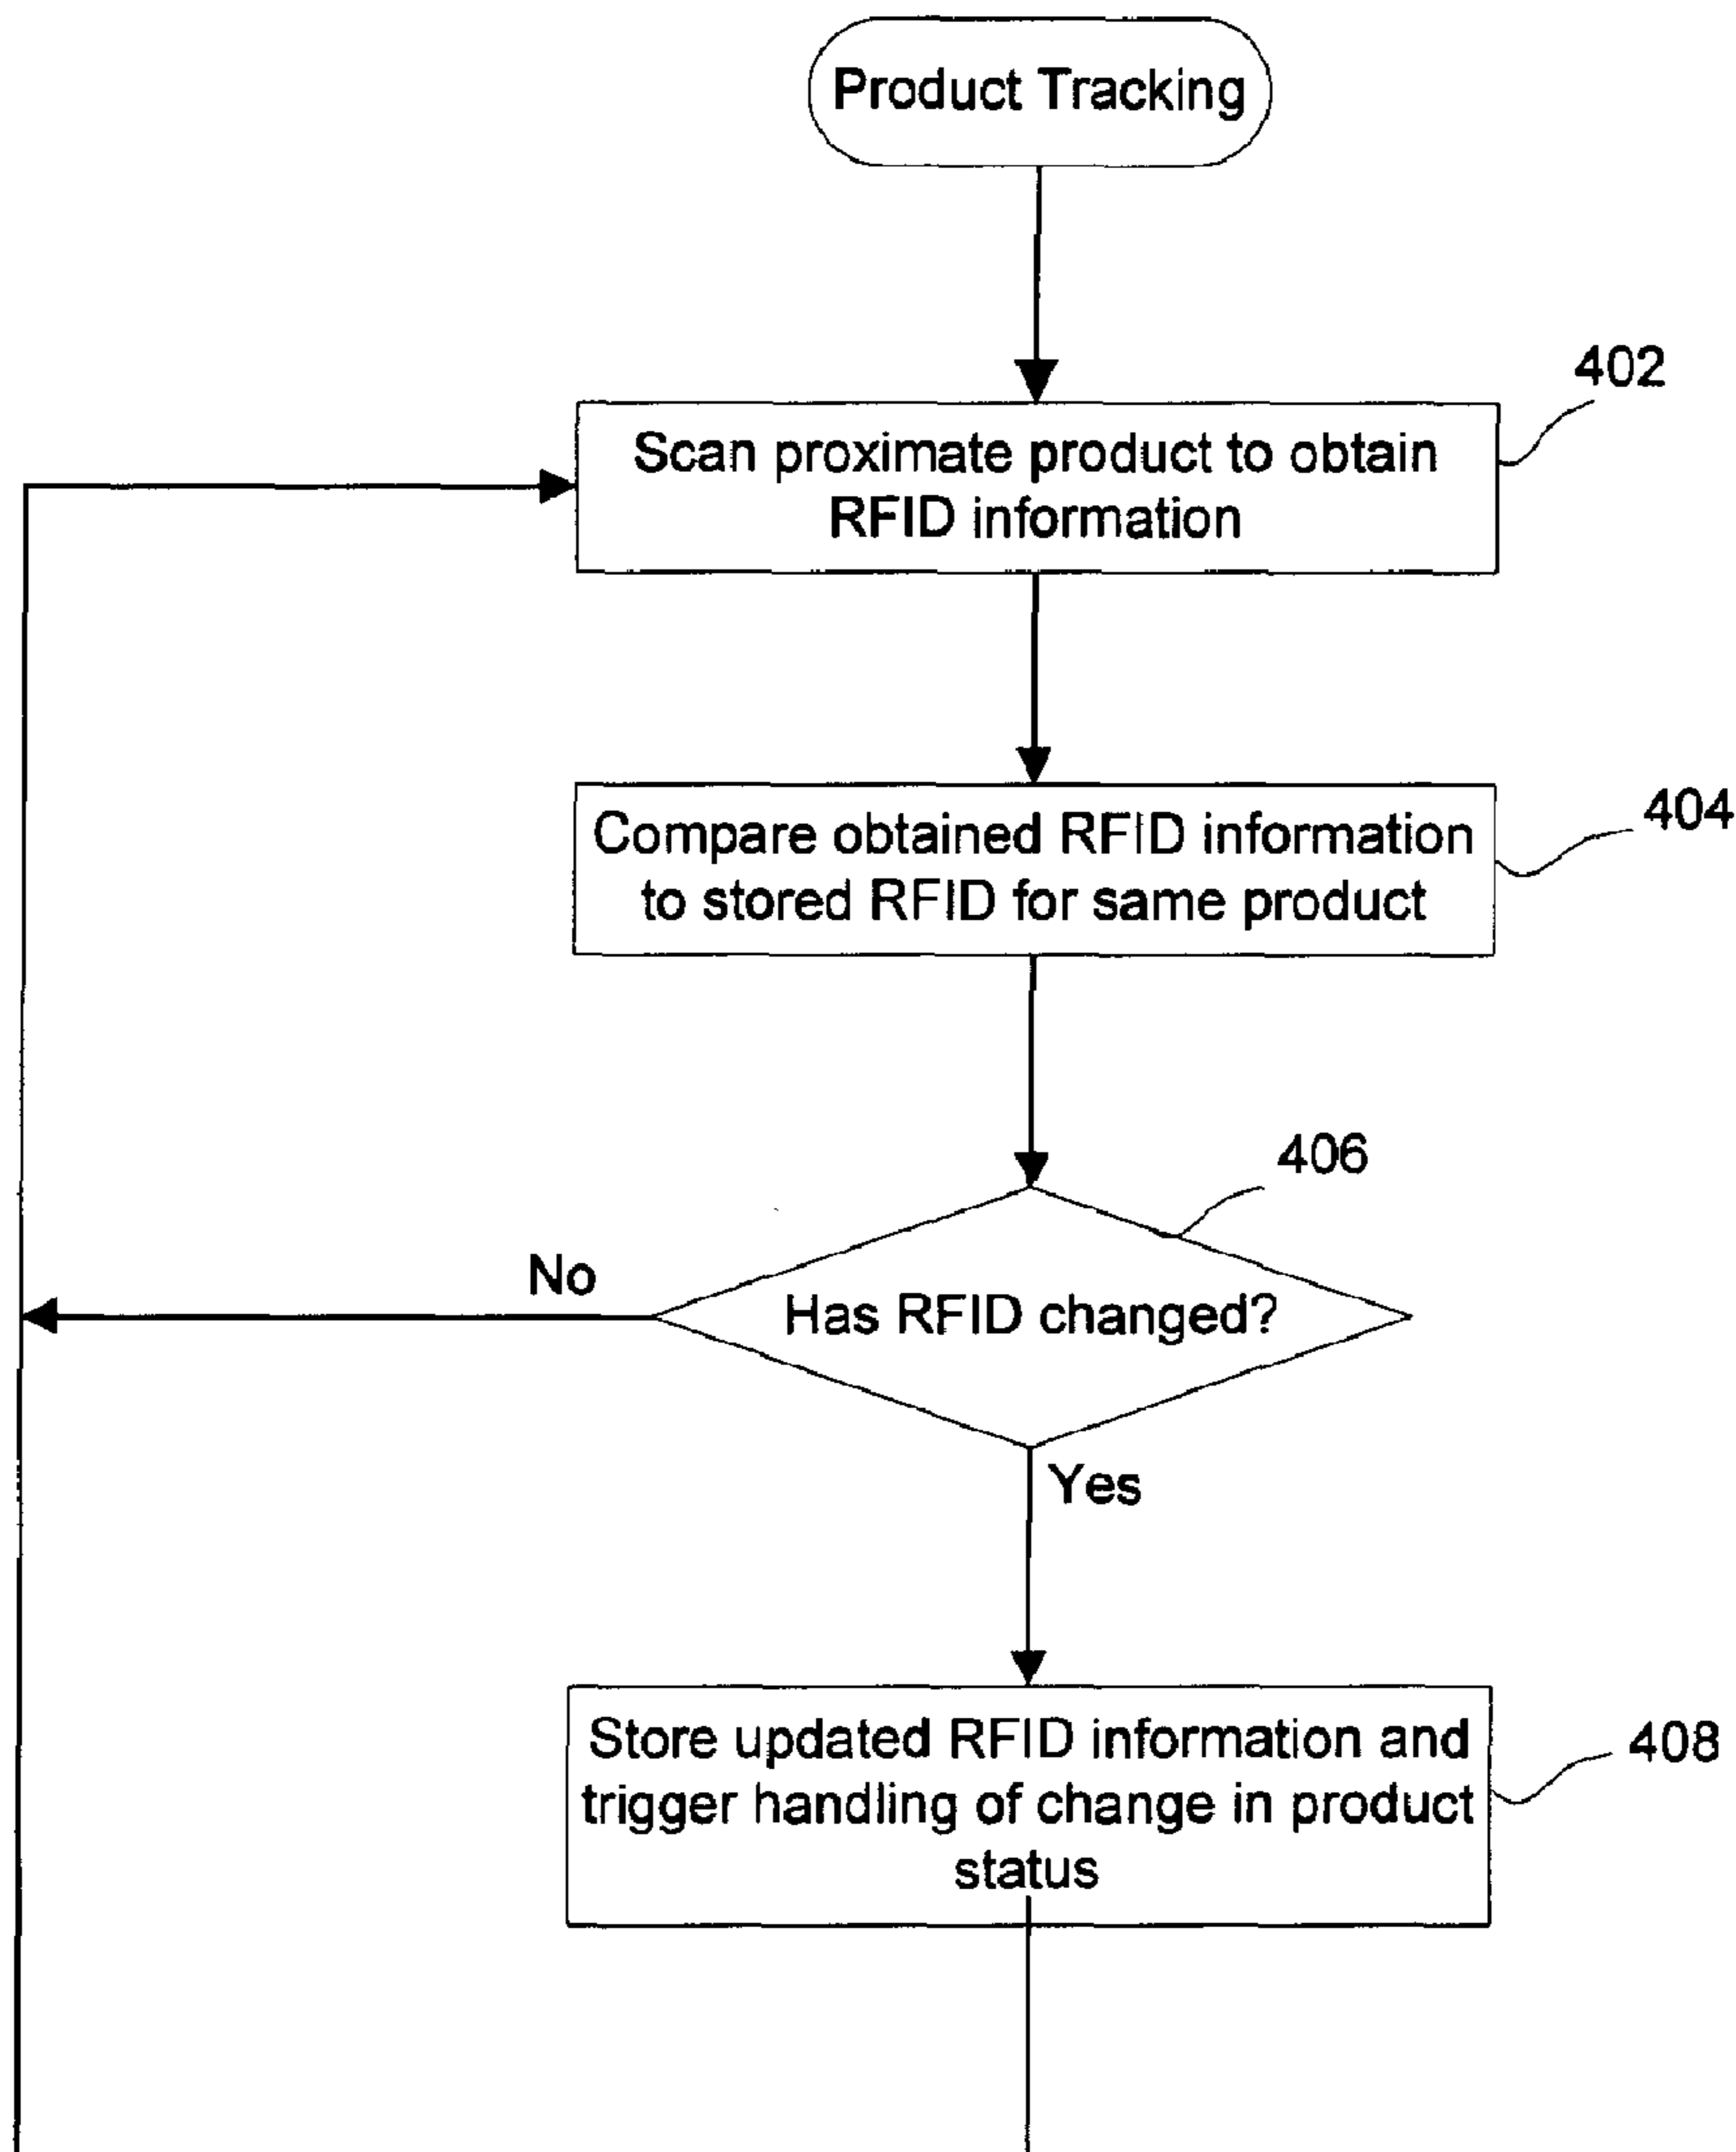 Product Tracking
402
Scan proximate product to obtain
RFID information
404
Compare obtained RFID information
to stored RFID for same product
406
No
Has RFID changed?
Yes
408
Store updated RFID information and
trigger handling of change in product
status